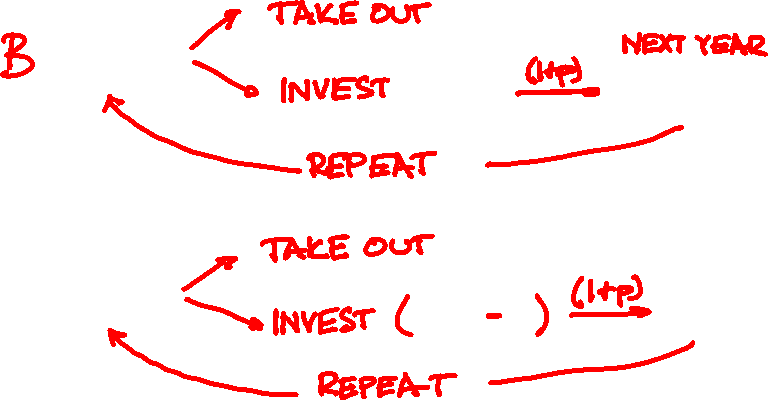 TAKE OUT
B
NEXT YEAR
INVEST
(1+p)
REPEAT
TAKE OUT
INVEST ( - )
(1+p)
REPEAT